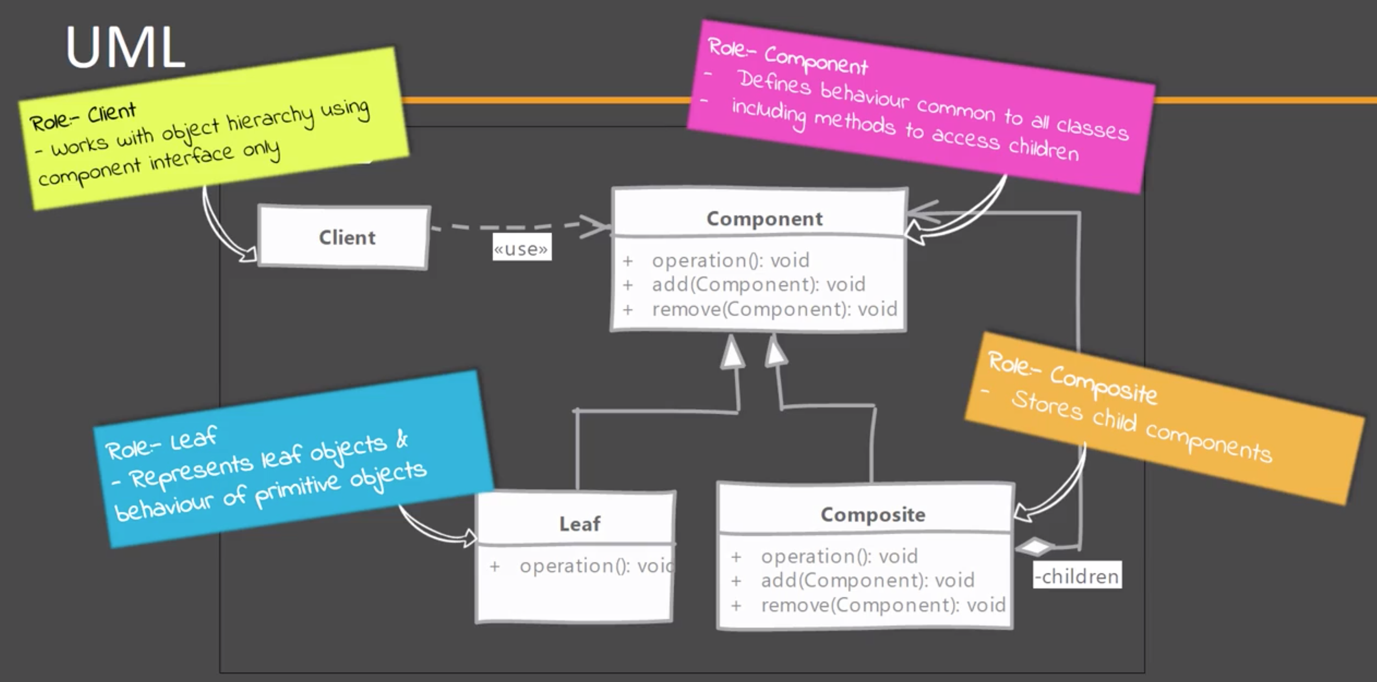 UML
Role:- Client
- Works with object hierarchy using
component interface only
Role:- Component
- Defines behaviour common to all classes
- including methods to access children
Client
«use»
Component
+ operation(): void
+ add(Component): void
+ remove(Component): void
Role:- Composite
- Stores child components
Role:- Leaf
- Represents leaf objects &
behaviour of primitive objects
Leaf
+ operation(): void
Composite
+ operation(): void
+ add(Component): void
+ remove(Component): void
-children